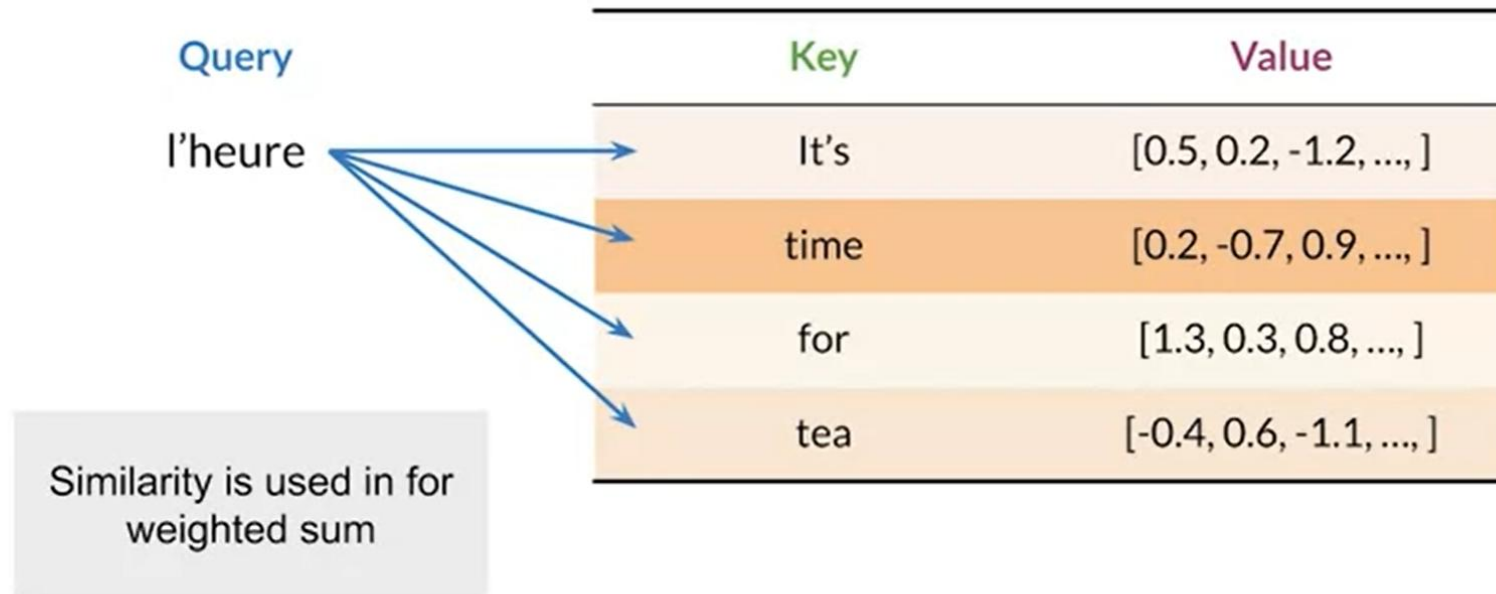 Query Key Value
l'heure It's [0.5, 0.2, -1.2, ..., ]
time [0.2, -0.7, 0.9, ..., ]
for [1.3, 0.3, 0.8, ..., ]
tea [-0.4, 0.6, -1.1, ..., ]
Similarity is used in for
weighted sum